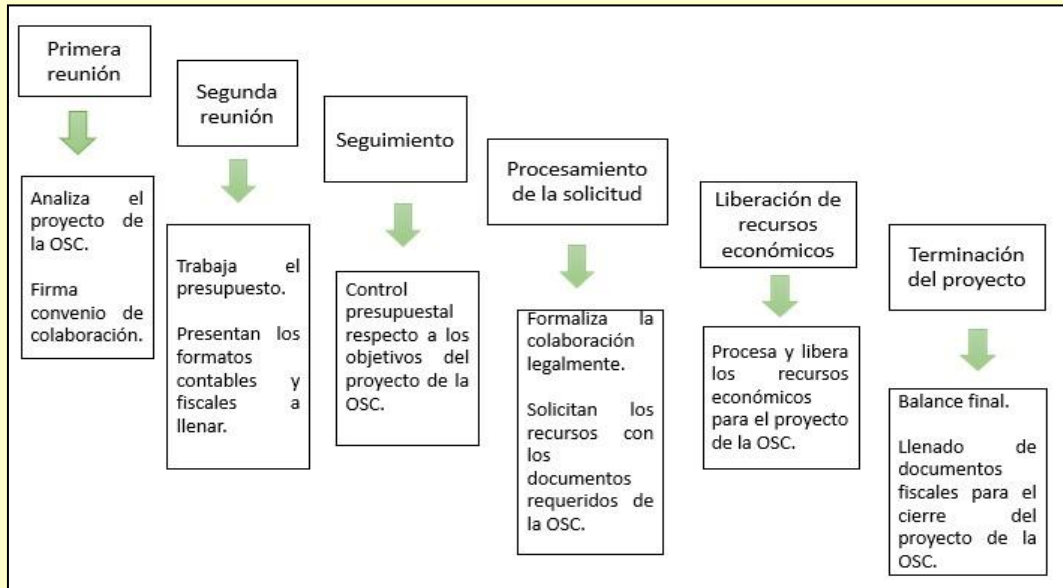 Primera
reunión
Analiza el
proyecto de
la OSC.
Firma
convenio de
colaboración.
Segunda
reunión
Trabaja el
presupuesto.
Presentan los
formatos
contables y
fiscales a
llenar.
Seguimiento
Control
presupuestal
respecto a los
objetivos del
proyecto de la
OSC.
Procesamiento
de la solicitud
Formaliza la
colaboración
legalmente.
Solicitan los
recursos con
los
documentos
requeridos de
la OSC.
Liberación de
recursos
económicos
Procesa y libera
los recursos
económicos
para el proyecto
de la OSC.
Terminación
del proyecto
Balance final.
Llenado de
documentos
fiscales para el
cierre del
proyecto de la
OSC.